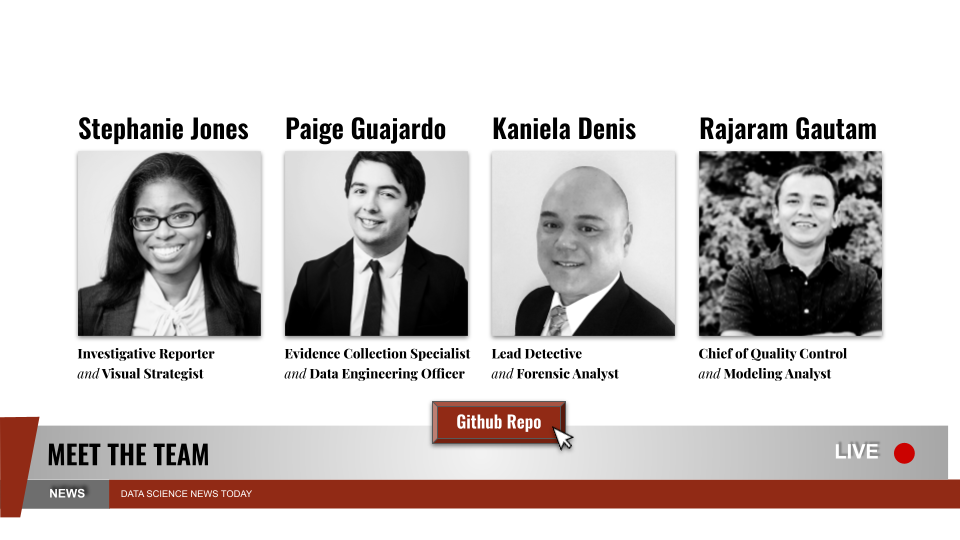 Stephanie Jones
Paige Guajardo
Kaniela Denis
Rajaram Gautam
Investigative Reporter
and Visual Strategist
Evidence Collection Specialist
and Data Engineering Officer
Lead Detective
and Forensic Analyst
Chief of Quality Control
and Modeling Analyst
Github Repo
MEET THE TEAM
LIVE
NEWS
DATA SCIENCE NEWS TODAY